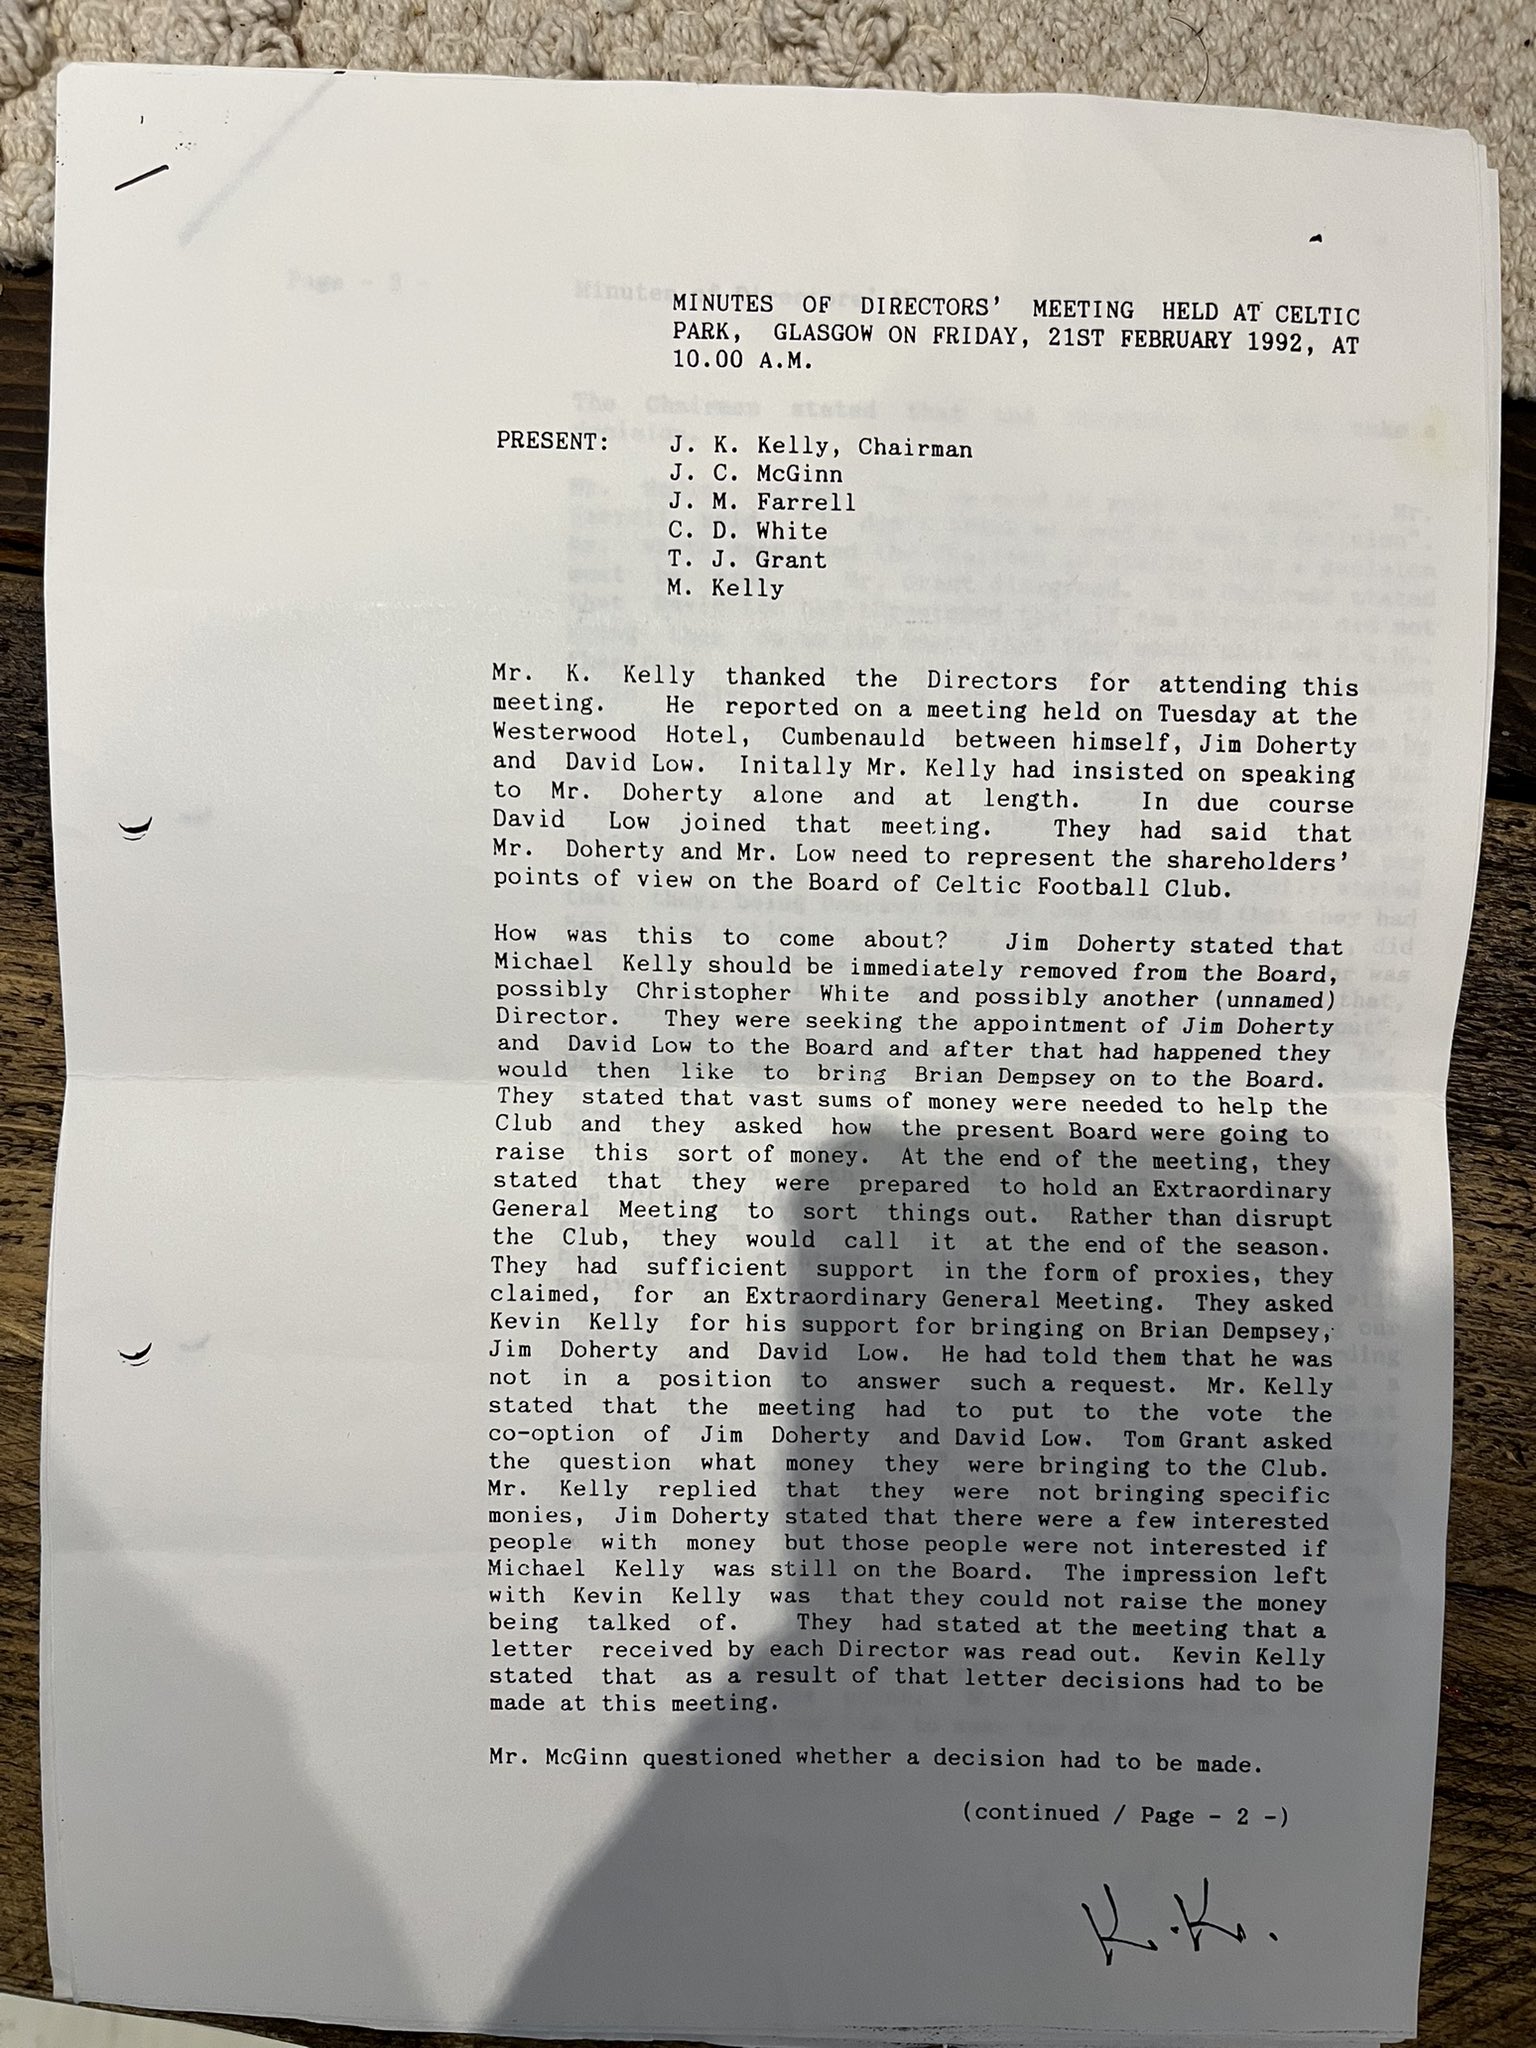 MINUTES OF DIRECTORS' MEETING HELD AT CELTIC
PARK, GLASGOW ON FRIDAY, 21ST FEBRUARY 1992, AT
10.00 A.M.
PRESENT: J. K. Kelly, Chairman
J. C. McGinn
J. M. Farrell
C. D. White
T. J. Grant
M. Kelly
Mr. K. Kelly thanked the Directors for attending this
meeting. He reported on a meeting held on Tuesday at the
Westerwood Hotel, Cumbenauld between himself, Jim Doherty
and David Low. Initally Mr. Kelly had insisted on speaking
to Mr. Doherty alone and at length. In due course
David Low joined that meeting. They had said that
Mr. Doherty and Mr. Low need to represent the shareholders'
points of view on the Board of Celtic Football Club.
How was this to come about? Jim Doherty stated that
Michael Kelly should be immediately removed from the Board,
possibly Christopher White and possibly another (unnamed)
Director. They were seeking the appointment of Jim Doherty
and David Low to the Board and after that had happened they
would then like to bring Brian Dempsey on to the Board.
They stated that vast sums of money were needed to help the
Club and they asked how the present Board were going to
raise this sort of money. At the end of the meeting, they
stated that they were prepared to hold an Extraordinary
General Meeting to sort things out. Rather than disrupt
the Club, they would call it at the end of the season.
They had sufficient support in the form of proxies, they
claimed, for an Extraordinary General Meeting. They asked
Kevin Kelly for his support for bringing on Brian Dempsey,
Jim Doherty and David Low. He had told them that he was
not in a position to answer such a request. Mr. Kelly
stated that the meeting had to put to the vote the
co-option of Jim Doherty and David Low. Tom Grant asked
the question what money they were bringing to the Club.
Mr. Kelly replied that they were not bringing specific
monies, Jim Doherty stated that there were a few interested
people with money but those people were not interested if
Michael Kelly was still on the Board. The impression left
with Kevin Kelly was that they could not raise the money
being talked of. They had stated at the meeting that a
letter received by each Director was read out. Kevin Kelly
stated that as a result of that letter decisions had to be
made at this meeting.
Mr. McGinn questioned whether a decision had to be made.
(continued / Page - 2 -)
K.K.